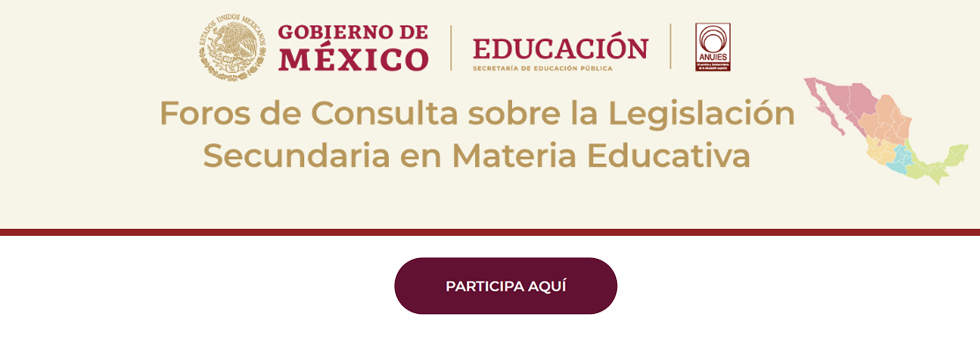 ESTADOS UNIDOS MEXICANOS
GOBIERNO DE
MÉXICO
EDUCACIÓN
SECRETARÍA DE EDUCACIÓN PÚBLICA
ANUIES
Foros de Consulta sobre la Legislación
Secundaria en Materia Educativa
PARTICIPA AQUÍ